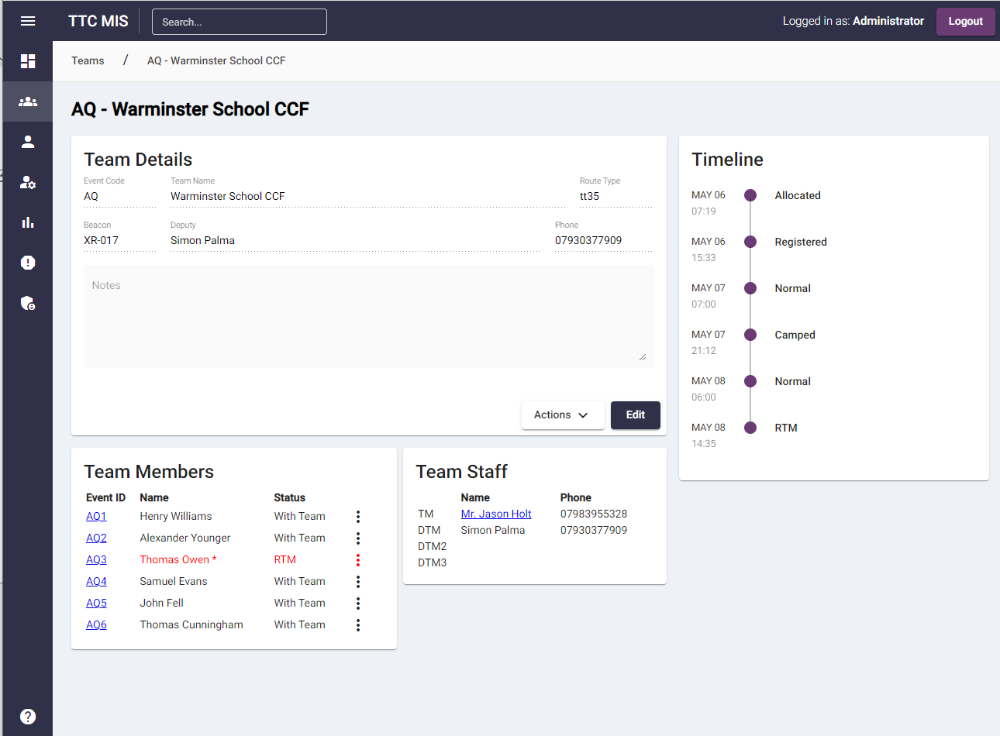 TTC MIS
Search...
Logged in as: Administrator
Logout
Teams / AQ - Warminster School CCF
AQ - Warminster School CCF
Team Details
Event Code Team Name Route Type
AQ Warminster School CCF tt35
Beacon Deputy Phone
XR-017 Simon Palma 07930377909
Notes
Actions Edit
Timeline
MAY 06 Allocated
07:19
MAY 06 Registered
15:33
MAY 07 Normal
07:00
MAY 07 Camped
21:12
MAY 08 Normal
06:00
MAY 08 RTM
14:35
Team Members
Event ID Name Status
AQ1 Henry Williams With Team
AQ2 Alexander Younger With Team
AQ3 Thomas Owen * RTM
AQ4 Samuel Evans With Team
AQ5 John Fell With Team
AQ6 Thomas Cunningham With Team
Team Staff
Name Phone
TM Mr. Jason Holt 07983955328
DTM Simon Palma 07930377909
DTM2
DTM3